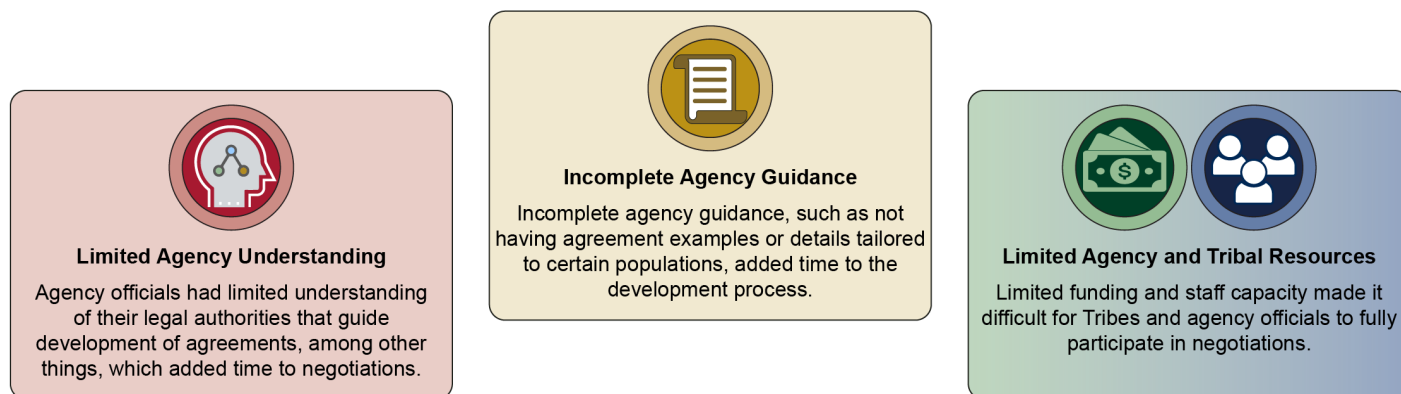 Limited Agency Understanding
Agency officials had limited understanding
of their legal authorities that guide
development of agreements, among other
things, which added time to negotiations.
Incomplete Agency Guidance
Incomplete agency guidance, such as not
having agreement examples or details tailored
to certain populations, added time to the
development process.
$
Limited Agency and Tribal Resources
Limited funding and staff capacity made it
difficult for Tribes and agency officials to fully
participate in negotiations.